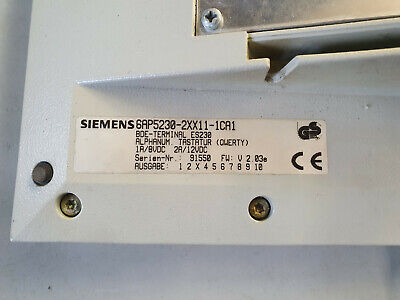 SIEMENS 6AP5230-2XX11-1CA1
BDE-TERMINAL ES230
ALPHANUM. TASTATUR (QWERTY)
1A/8VDC 2A/12VDC
Serien-Nr.: 91550 FW: V 2.03e
AUSGABE: 1 2 X 4 5 6 7 8 9 10